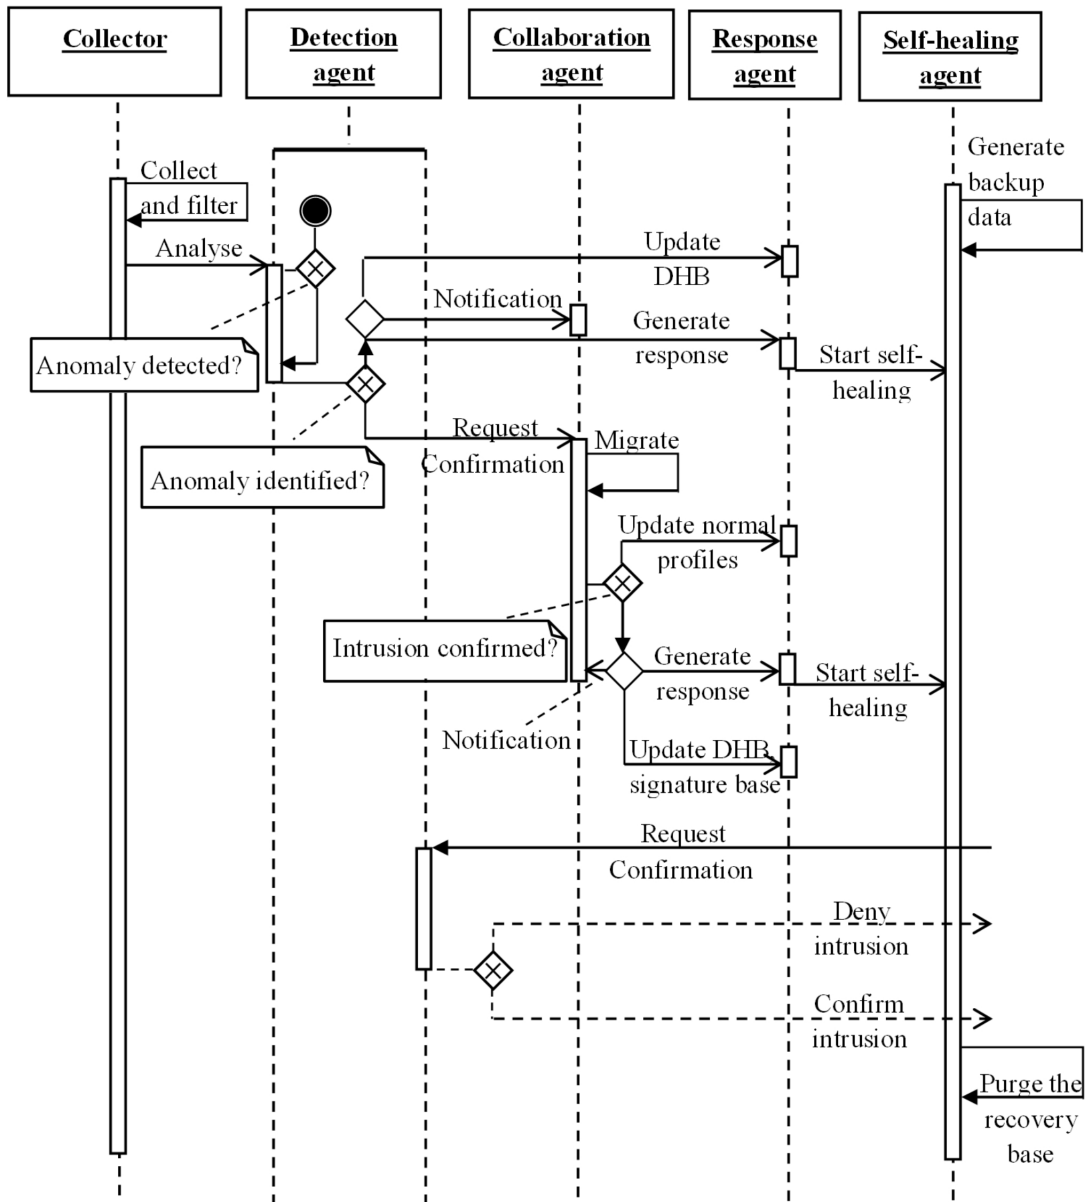 Collector
Detection
agent
Collaboration
agent
Response
agent
Self-healing
agent
Generate
backup
data
Collect
and filter
Analyse
Update
DHB
Notification
Generate
response
Start self-
healing
Anomaly detected?
Request
Confirmation
Migrate
Anomaly identified?
Update normal
profiles
Intrusion confirmed?
Generate
response
Start self-
healing
Notification
Update DHB,
signature base
Request
Confirmation
Deny
intrusion
Confirm
intrusion
Purge the
recovery
base